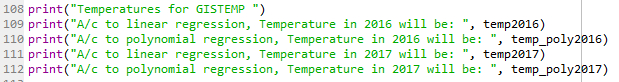 108 print("Temperatures for GISTEMP ")
109 print("A/c to linear regression, Temperature in 2016 will be: ", temp2016)
110 print("A/c to polynomial regression, Temperature in 2016 will be: ", temp_poly2016)
111 print("A/c to linear regression, Temperature in 2017 will be: ", temp2017)
112 print("A/c to polynomial regression, Temperature in 2017 will be: ", temp_poly2017)